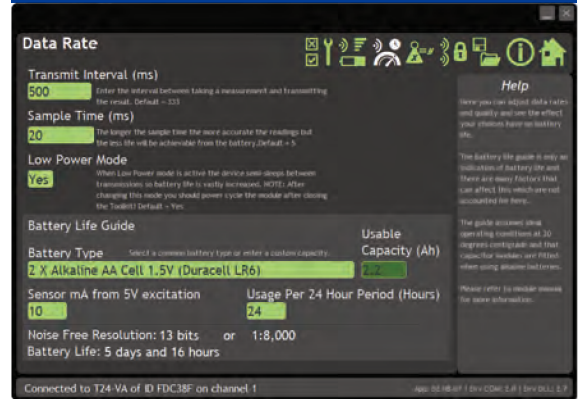 Data Rate
Transmit Interval (ms)
500
Enter the interval between taking a measurement and transmitting
the result. Default = 333
Sample Time (ms)
20
The longer the sample time the more accurate the readings but
the less life will be achievable from the battery.Default = 5
Low Power
Mode
Yes
When Low Power mode is active the device semi-sleeps between
transmissions so battery life is vastly increased. NOTE: After
changing this mode you should power cycle the module after closing
the Toolkit! Default = Yes
Battery Life Guide
Usable
Capacity (Ah)
Battery Type
Select a common battery type or enter a custom capacity.
2 X Alkaline AA Cell 1.5V (Duracell LR6)
2.2
Sensor mA from 5V excitation
Usage Per 24 Hour Period (Hours)
10
24
Noise Free Resolution: 13 bits or 1:8,000
Battery Life: 5 days and 16 hours
Help
Here you can adjust data rates
and quality and see the effect
your choices have on battery
life.
The battery life guide is only an
indication of battery life and
there are many factors that
can affect this which are not
accounted for here.
The guide assumes ideal
operating conditions at 20
degrees centigrade and that
capacitor modules are fitted
when using alkaline batteries.
Please refer to module manual
for more information.
Connected to T24-VA of ID FDC38F on channel 1